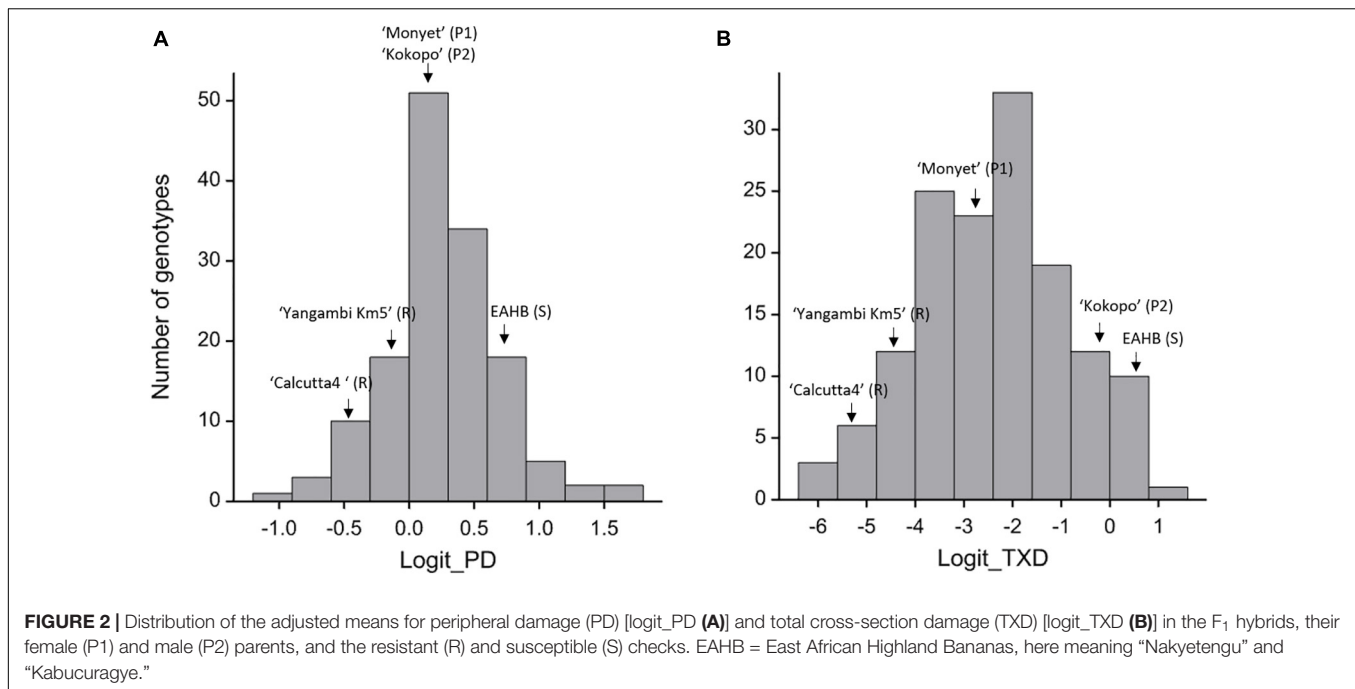 A
'Monyet' (P1)
'Kokopo' (P2)
'Yangambi Km5' (R)
EAHB (S)
'Calcutta4 ' (R)
Number of genotypes
50
40
30
20
10
0
-1.0 -0.5 0.0 0.5 1.0 1.5
Logit_PD
B
'Monyet' (P1)
'Yangambi Km5' (R)
'Kokopo' (P2)
EAHB (S)
'Calcutta4' (R)
30
25
20
15
10
5
0
-6 -5 -4 -3 -2 -1 0 1
Logit_TXD
FIGURE 2 | Distribution of the adjusted means for peripheral damage (PD) [logit_PD (A)] and total cross-section damage (TXD) [logit_TXD (B)] in the F₁ hybrids, their
female (P1) and male (P2) parents, and the resistant (R) and susceptible (S) checks. EAHB = East African Highland Bananas, here meaning “Nakyetengu” and
“Kabucuragye.”